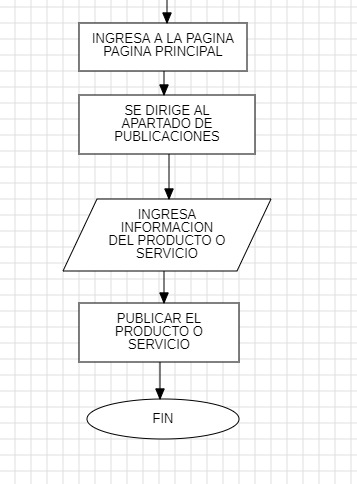 INGRESA A LA PAGINA
PAGINA PRINCIPAL
SE DIRIGE AL
APARTADO DE
PUBLICACIONES
INGRESA
INFORMACION
DEL PRODUCTO O
SERVICIO
PUBLICAR EL
PRODUCTO O
SERVICIO
FIN